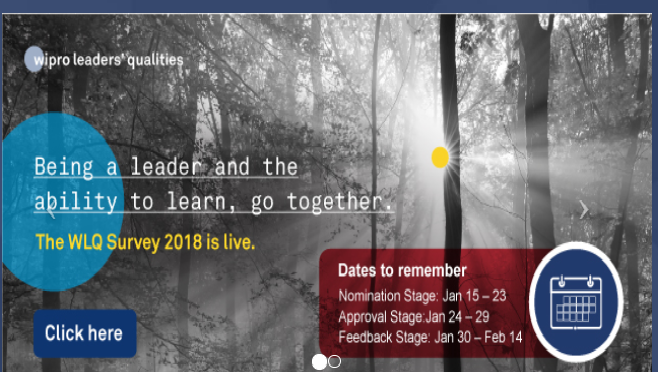 wipro leaders' qualities
Being a leader and the
ability to learn, go together.
The WLQ Survey 2018 is live.
Dates to remember
Nomination Stage: Jan 15 – 23
Approval Stage:Jan 24 – 29
Feedback Stage: Jan 30 – Feb 14
Click here